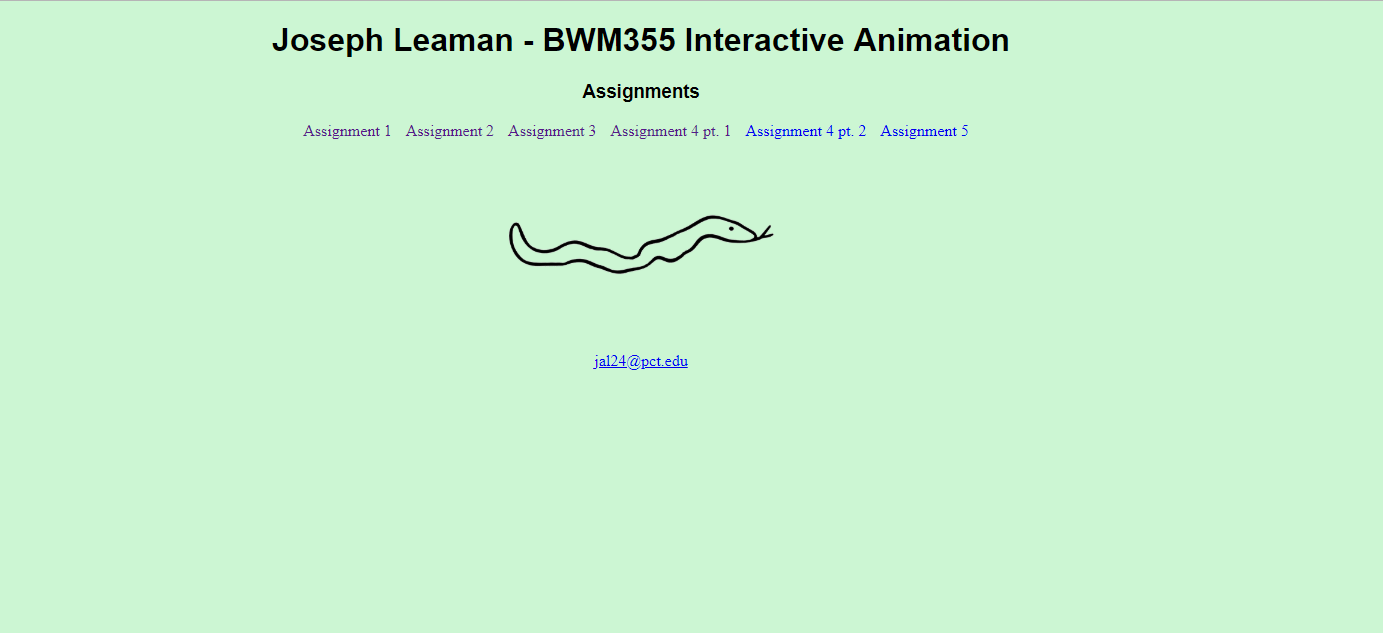 Joseph Leaman - BWM355 Interactive Animation
Assignments
Assignment 1 Assignment 2 Assignment 3 Assignment 4 pt. 1 Assignment 4 pt. 2 Assignment 5
jal24@pct.edu